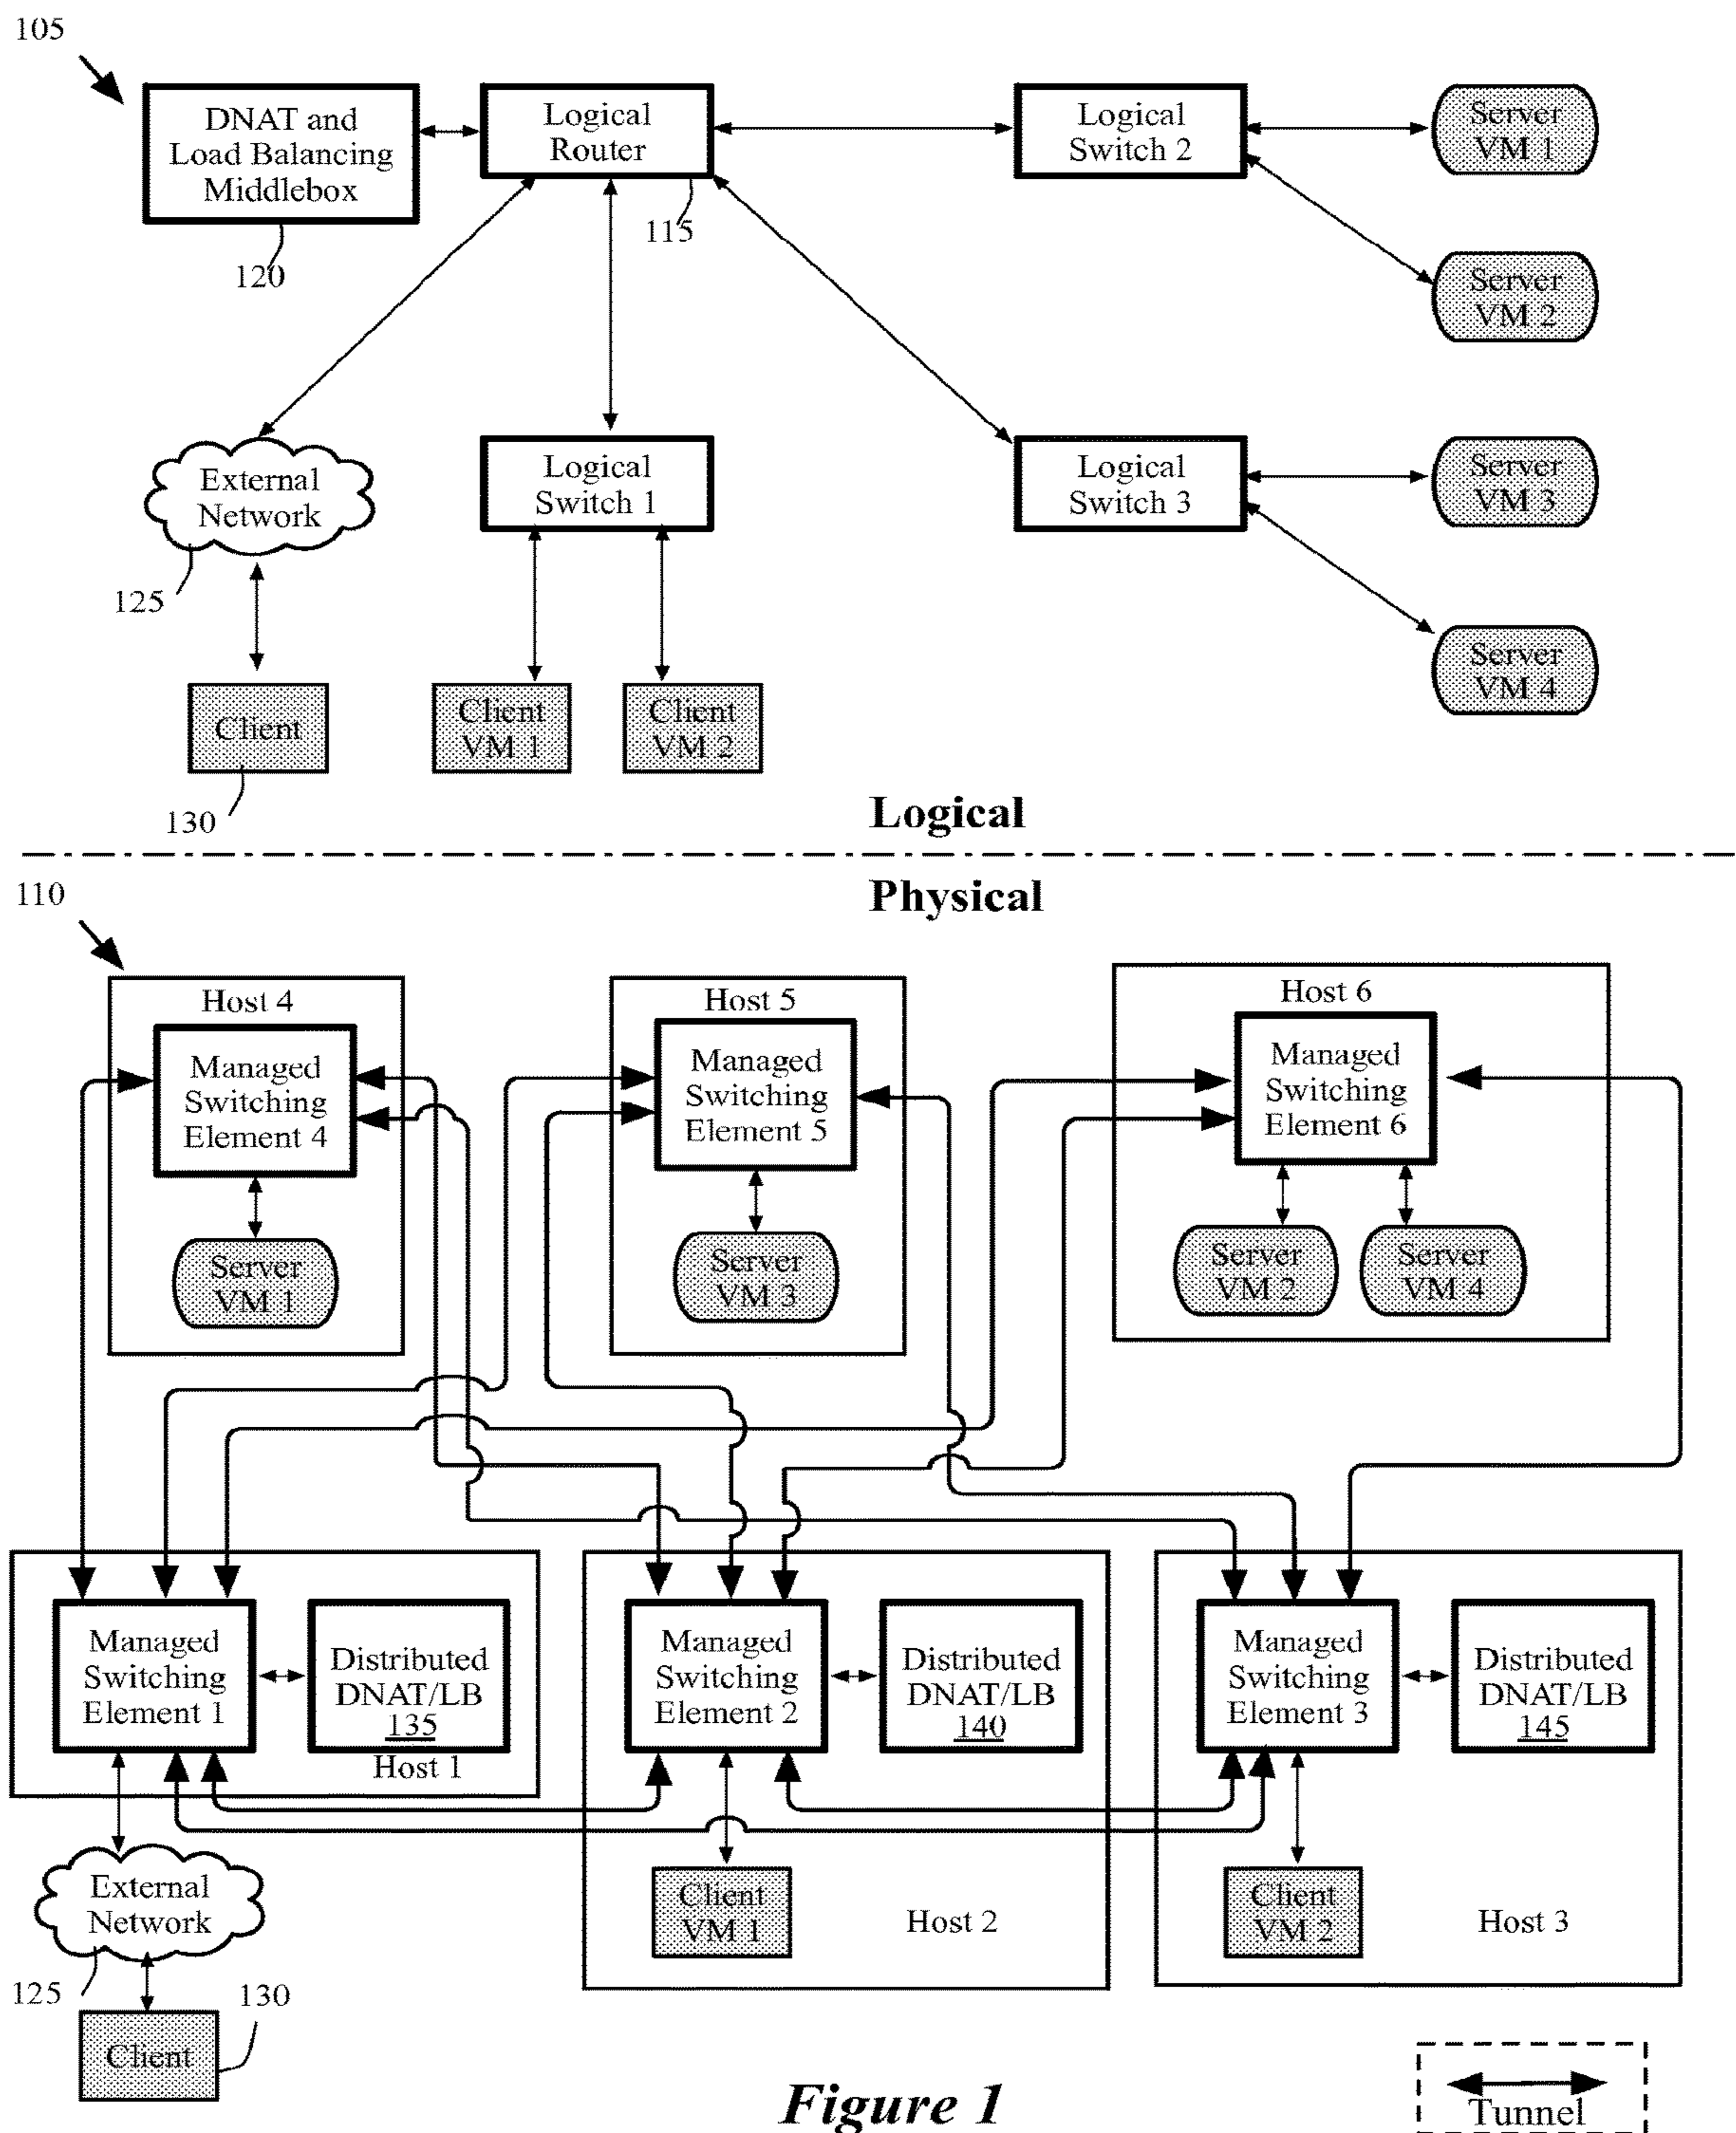 105
DNAT and
Load Balancing
Middlebox
Logical
Router
Logical
Switch 2
Server
VM 1
115
120
Server
VM 2
External
Network
Logical
Switch 1
Logical
Switch 3
Server
VM 3
125
Client
Client
VM 1
Client
VM 2
Server
VM 4
130
Logical
Physical
110
Host 4
Host 5
Host 6
Managed
Switching
Element 4
Managed
Switching
Element 5
Managed
Switching
Element 6
Server
VM 1
Server
VM 3
Server
VM 2
Server
VM 4
Managed
Switching
Element 1
Distributed
DNAT/LB
135
Host 1
Managed
Switching
Element 2
Distributed
DNAT/LB
140
Managed
Switching
Element 3
Distributed
DNAT/LB
145
External
Network
Client
VM 1
Host 2
Client
VM 2
Host 3
125
130
Client
Figure 1
Tunnel